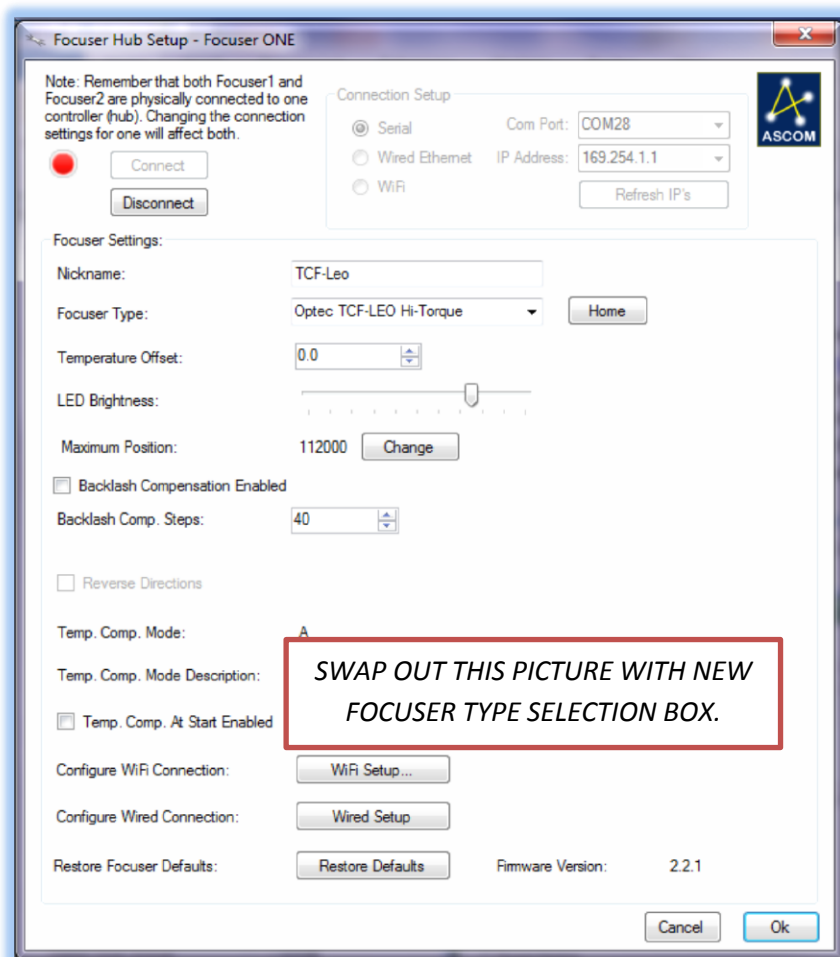 Focuser Hub Setup - Focuser ONE
Note: Remember that both Focuser1 and
Focuser2 are physically connected to one
controller (hub). Changing the connection
settings for one will affect both.
Connect
Disconnect
Connection Setup
Serial
Com Port: COM28
Wired Ethernet
IP Address: 169.254.1.1
WiFi
Refresh IP's
ASCOM
Focuser Settings:
Nickname: TCF-Leo
Focuser Type: Optec TCF-LEO Hi-Torque Home
Temperature Offset: 0.0
LED Brightness:
Maximum Position: 112000 Change
Backlash Compensation Enabled
Backlash Comp. Steps: 40
Reverse Directions
Temp. Comp. Mode: A
Temp. Comp. Mode Description:
SWAP OUT THIS PICTURE WITH NEW
FOCUSER TYPE SELECTION BOX.
Temp. Comp. At Start Enabled
Configure WiFi Connection: WiFi Setup...
Configure Wired Connection: Wired Setup
Restore Focuser Defaults: Restore Defaults Firmware Version: 2.2.1
Cancel Ok